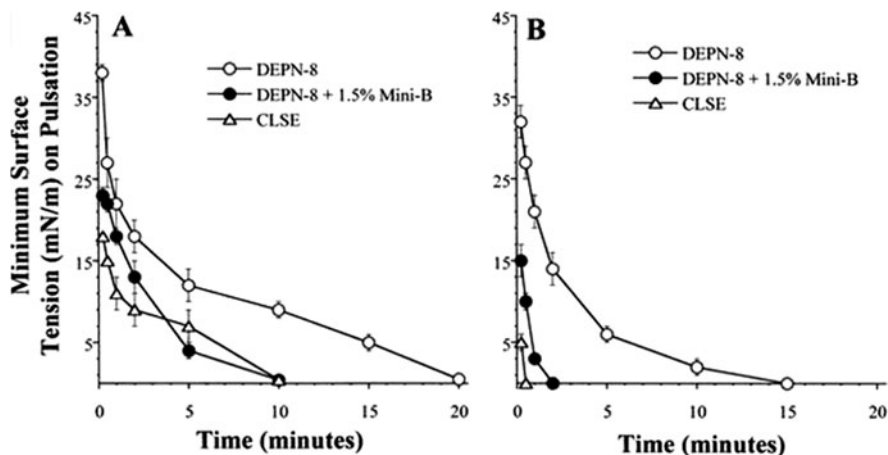 Minimum Surface
Tension (mN/m) on Pulsation
A
45
35
25
15
5
DEPN-8
DEPN-8 + 1.5% Mini-B
CLSE
0
5
10
15
20
Time (minutes)
B
45
35
25
15
5
DEPN-8
DEPN-8 + 1.5% Mini-B
CLSE
0
5
10
15
20
Time (minutes)